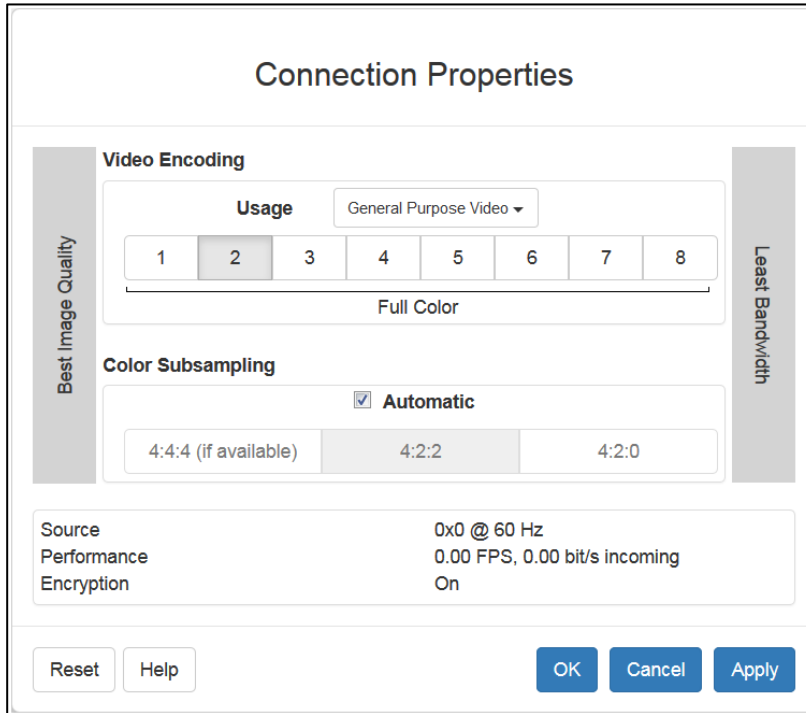 Connection Properties
Best Image Quality
Video Encoding
Usage General Purpose Video
1 2 3 4 5 6 7 8
Full Color
Color Subsampling
Automatic
4:4:4 (if available) 4:2:2 4:2:0
Least Bandwidth
Source 0x0 @ 60 Hz
Performance 0.00 FPS, 0.00 bit/s incoming
Encryption On
Reset Help OK Cancel Apply